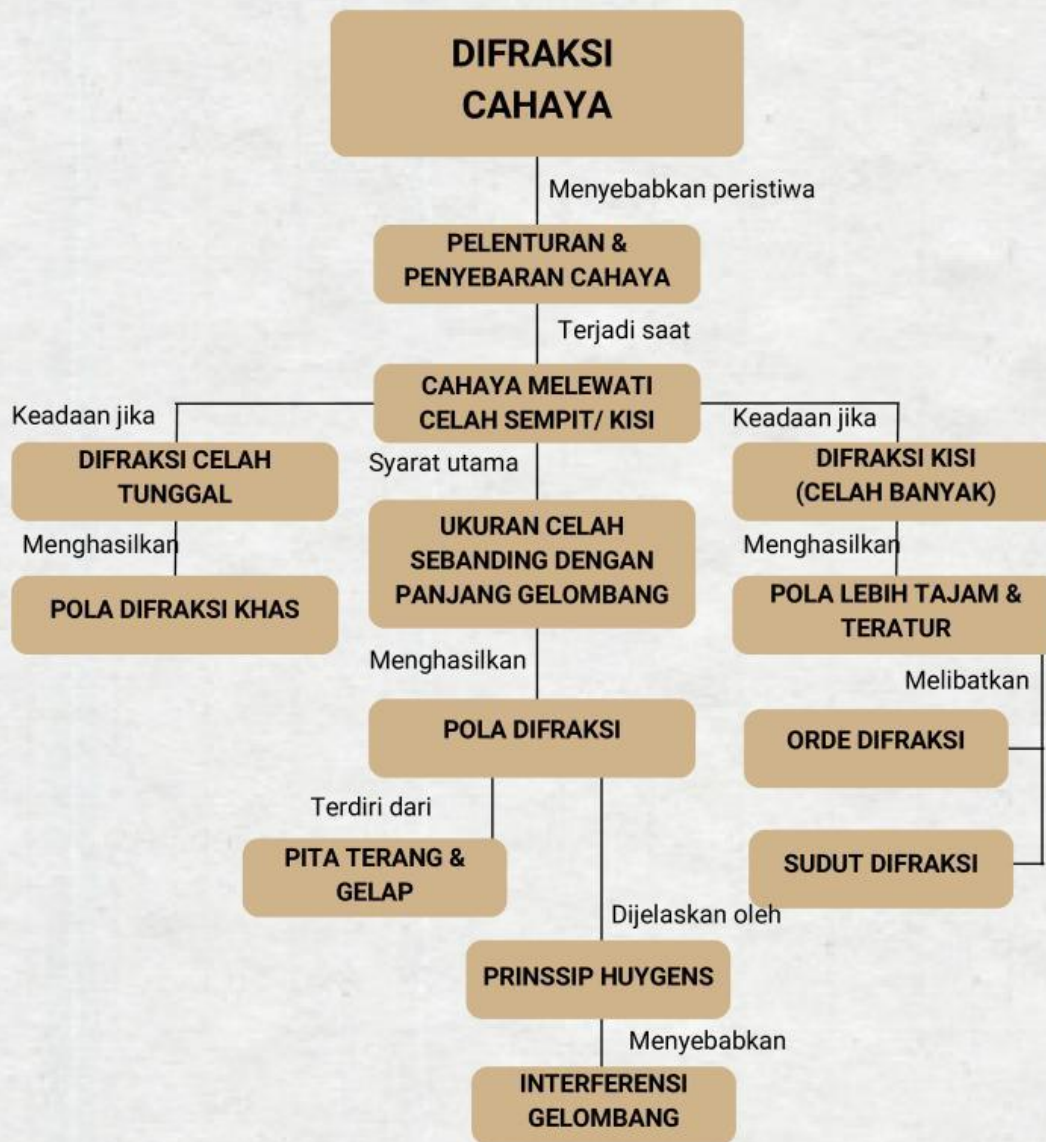 DIFRAKSI
CAHAYA
Menyebabkan peristiwa
PELENTURAN &
PENYEBARAN CAHAYA
Terjadi saat
CAHAYA MELEWATI
CELAH SEMPIT/ KISI
Keadaan jika
DIFRAKSI CELAH
TUNGGAL
Menghasilkan
POLA DIFRAKSI KHAS
Syarat utama
UKURAN CELAH
SEBANDING DENGAN
PANJANG GELOMBANG
Menghasilkan
POLA DIFRAKSI
Terdiri dari
PITA TERANG &
GELAP
Dijelaskan oleh
PRINSSIP HUYGENS
Menyebabkan
INTERFERENSI
GELOMBANG
Keadaan jika
DIFRAKSI KISI
(CELAH BANYAK)
Menghasilkan
POLA LEBIH TAJAM &
TERATUR
Melibatkan
ORDE DIFRAKSI
SUDUT DIFRAKSI